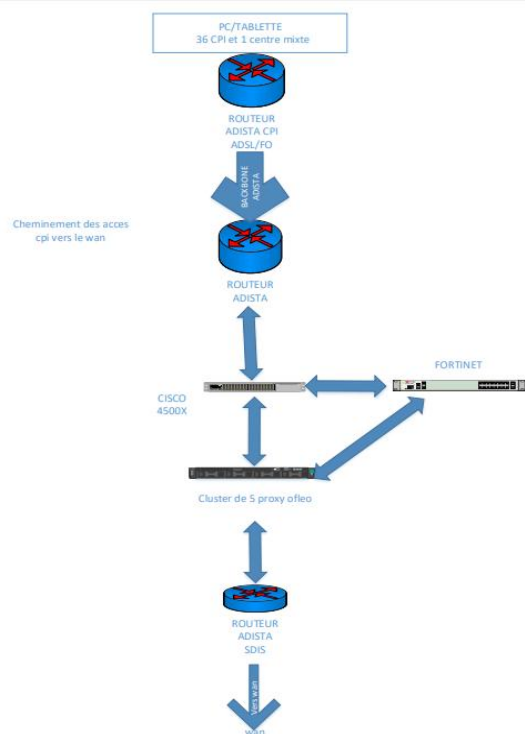 PC/TABLETTE
36 CPI et 1 centre mixte
ROUTEUR
ADISTA CPI
ADSL/FO
BACKBONE
ADISTA
Cheminement des acces
cpi vers le wan
ROUTEUR
ADISTA
FORTINET
CISCO
4500X
Cluster de 5 proxy ofleo
ROUTEUR
ADISTA
SDIS
Vers wan
wan